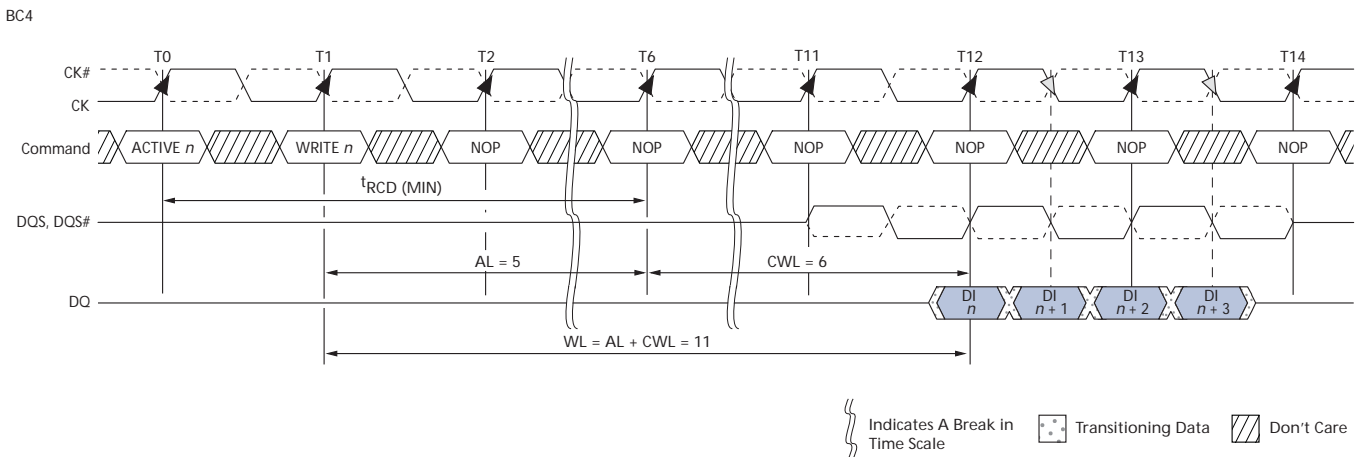 BC4
T0 T1 T2 T6 T11 T12 T13 T14
CK#
CK
Command ACTIVE n WRITE n NOP NOP NOP NOP NOP NOP
tRCD (MIN)
DQS, DQS#
AL = 5 CWL = 6
DQ DI n DI n + 1 DI n + 2 DI n + 3
WL = AL + CWL = 11
Indicates A Break in
Time Scale
Transitioning Data
Don't Care